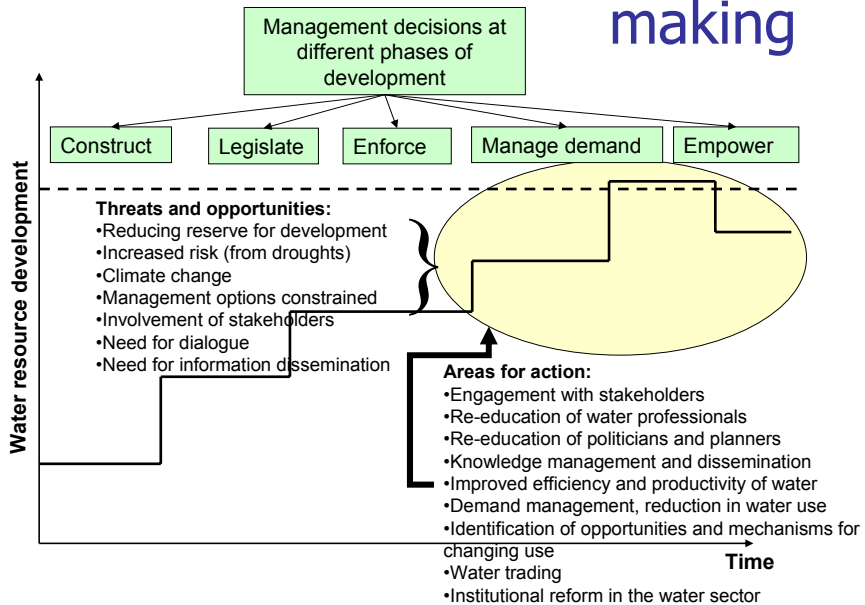 making
Management decisions at
different phases of
development
Construct
Legislate
Enforce
Manage demand
Empower
Water resource development
Threats and opportunities:
•Reducing reserve for development
•Increased risk (from droughts)
•Climate change
•Management options constrained
•Involvement of stakeholders
•Need for dialogue
•Need for information dissemination
Areas for action:
•Engagement with stakeholders
•Re-education of water professionals
•Re-education of politicians and planners
•Knowledge management and dissemination
•Improved efficiency and productivity of water
•Demand management, reduction in water use
•Identification of opportunities and mechanisms for
changing use
•Water trading
•Institutional reform in the water sector
Time